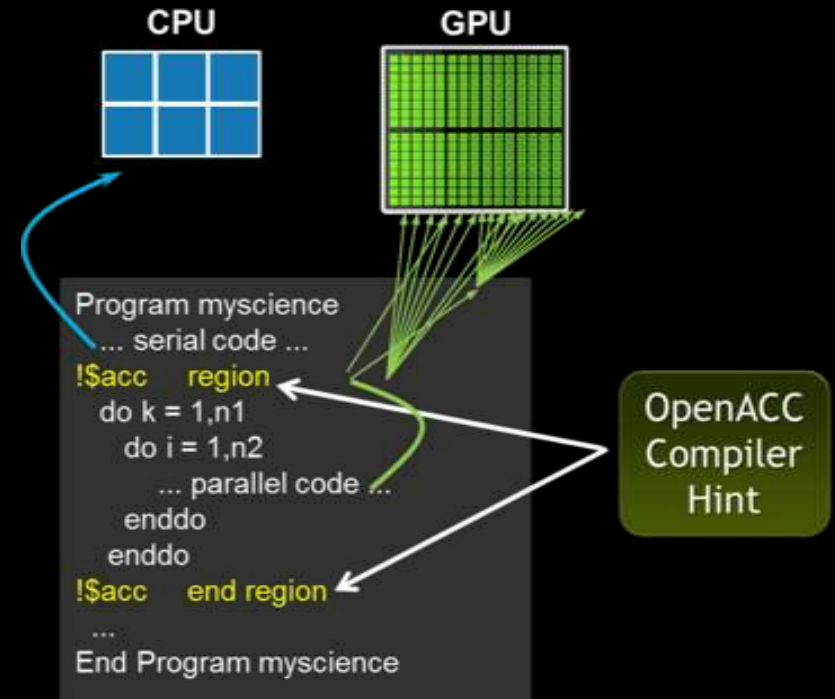 CPU
GPU
Program myscience
... serial code ...
!$acc region
do k = 1,n1
do i = 1,n2
... parallel code ...
enddo
enddo
!$acc end region
...
End Program myscience
OpenACC
Compiler
Hint